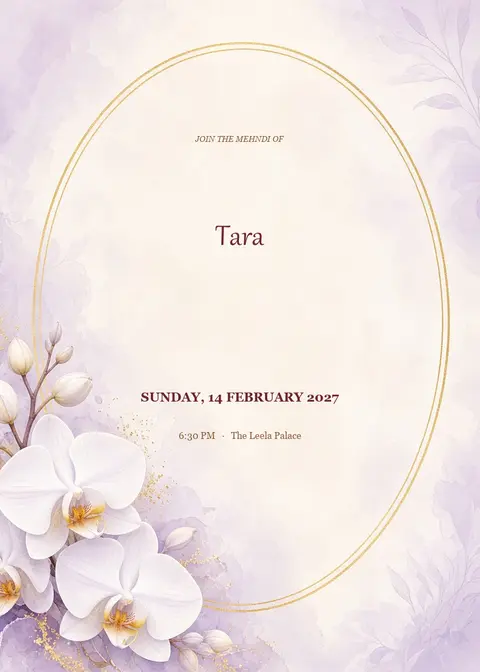 JOIN THE MEHNDI OF
Tara
SUNDAY, 14 FEBRUARY 2027
6:30 PM · The Leela Palace